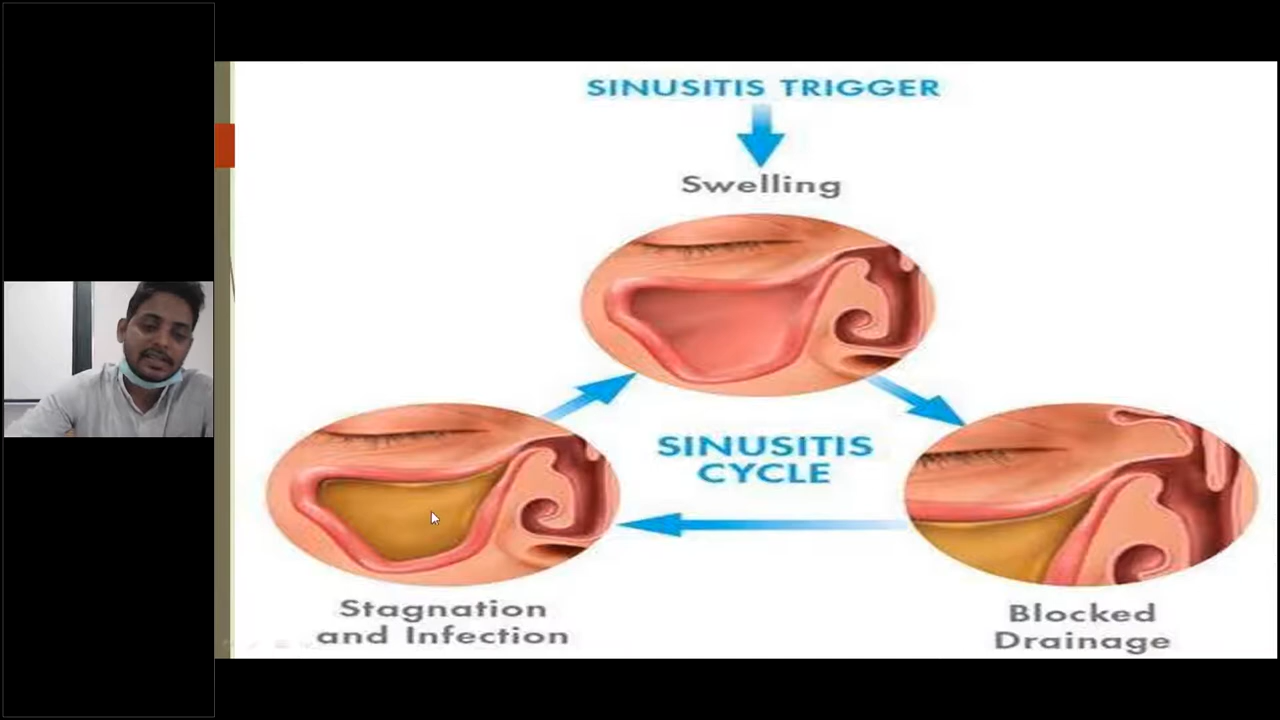 SINUSITIS TRIGGER
Swelling
SINUSITIS
CYCLE
Stagnation
and Infection
Blocked
Drainage